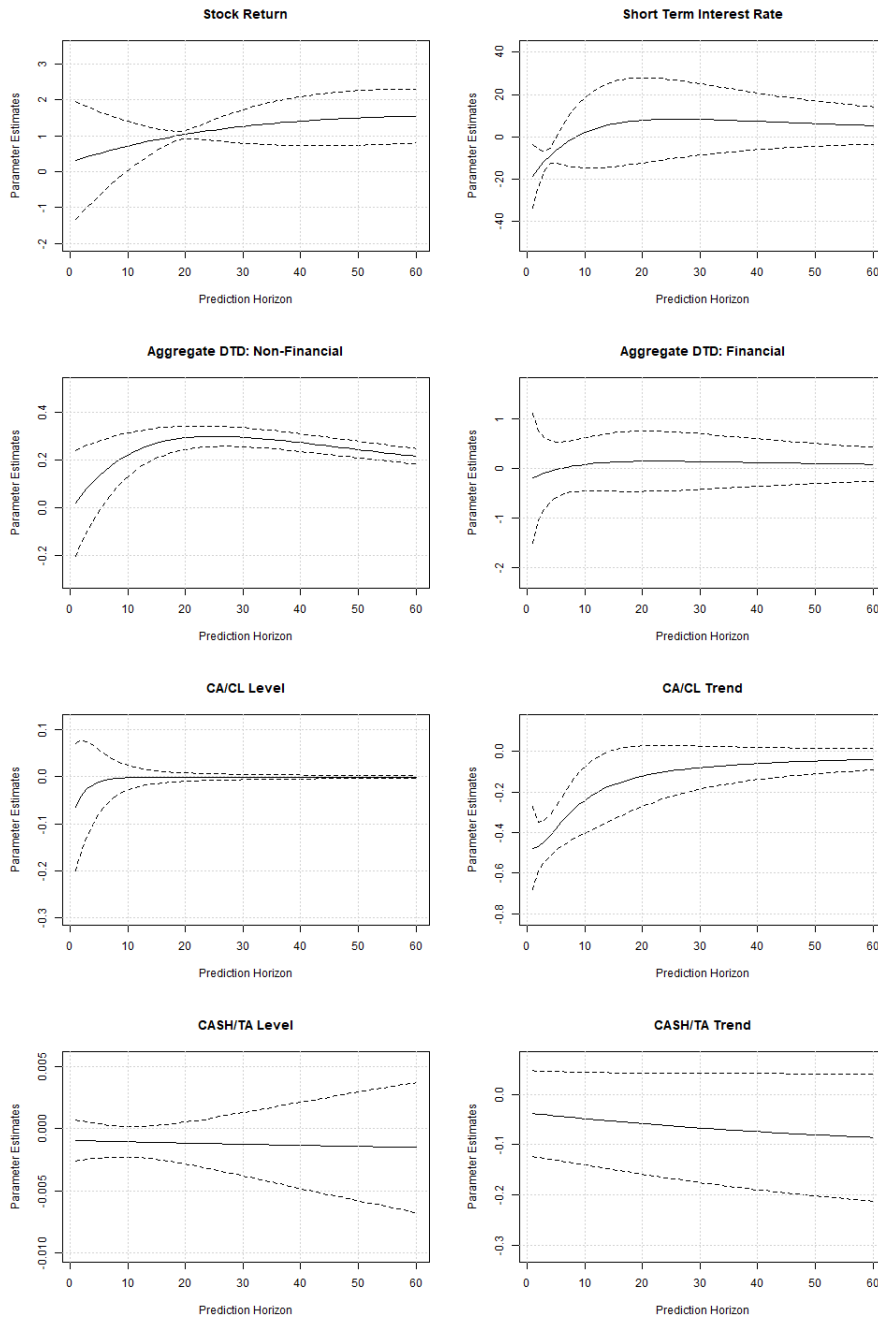 Stock Return
Parameter Estimates
3
2
1
0
-1
-2
0 10 20 30 40 50 60
Prediction Horizon
Short Term Interest Rate
Parameter Estimates
40
20
0
-20
-40
0 10 20 30 40 50 60
Prediction Horizon
Aggregate DTD: Non-Financial
Parameter Estimates
0.4
0.2
0.0
-0.2
0 10 20 30 40 50 60
Prediction Horizon
Aggregate DTD: Financial
Parameter Estimates
1
0
-1
-2
0 10 20 30 40 50 60
Prediction Horizon
CA/CL Level
Parameter Estimates
0.1
0.0
-0.1
-0.2
-0.3
0 10 20 30 40 50 60
Prediction Horizon
CA/CL Trend
Parameter Estimates
0.0
-0.2
-0.4
-0.6
-0.8
0 10 20 30 40 50 60
Prediction Horizon
CASH/TA Level
Parameter Estimates
0.005
0.000
-0.005
-0.010
0 10 20 30 40 50 60
Prediction Horizon
CASH/TA Trend
Parameter Estimates
0.0
-0.1
-0.2
-0.3
0 10 20 30 40 50 60
Prediction Horizon